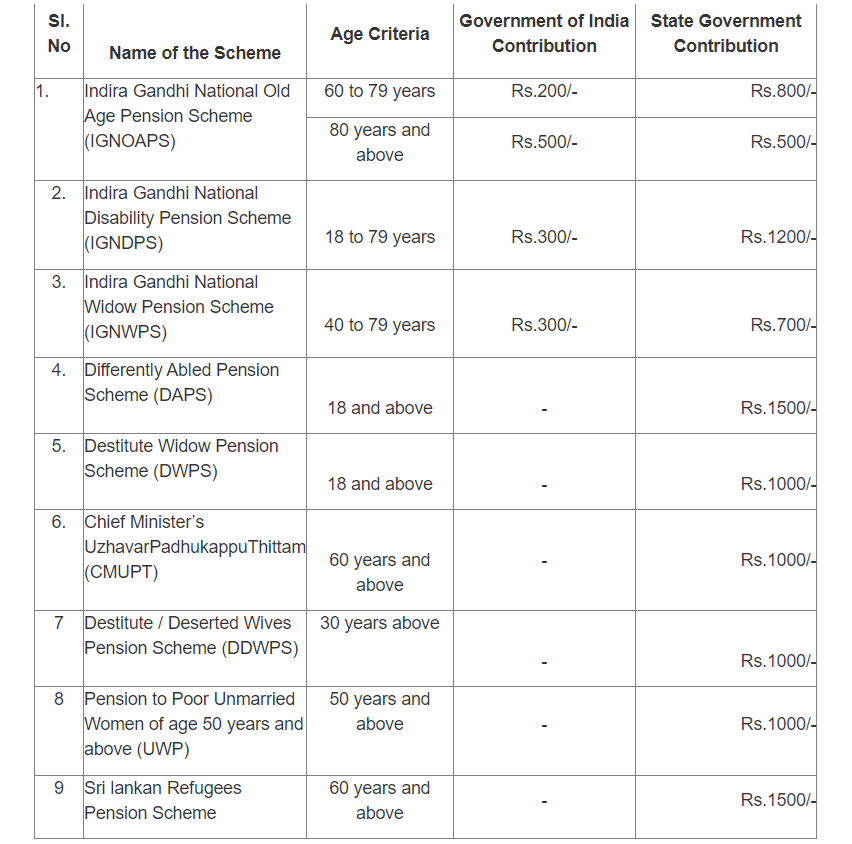 Sl. No
Name of the Scheme
Age Criteria
Government of India
Contribution
State Government
Contribution
1.
Indira Gandhi National Old
Age Pension Scheme
(IGNOAPS)
60 to 79 years
Rs.200/-
Rs.800/-
80 years and
above
Rs.500/-
Rs.500/-
2.
Indira Gandhi National
Disability Pension Scheme
(IGNDPS)
18 to 79 years
Rs.300/-
Rs.1200/-
3.
Indira Gandhi National
Widow Pension Scheme
(IGNWPS)
40 to 79 years
Rs.300/-
Rs.700/-
4.
Differently Abled Pension
Scheme (DAPS)
18 and above
-
Rs.1500/-
5.
Destitute Widow Pension
Scheme (DWPS)
18 and above
-
Rs.1000/-
6.
Chief Minister’s
UzhavarPadhukappuThittam
(CMUPT)
60 years and
above
-
Rs.1000/-
7
Destitute / Deserted Wives
Pension Scheme (DDWPS)
30 years above
-
Rs.1000/-
8
Pension to Poor Unmarried
Women of age 50 years and
above (UWP)
50 years and
above
-
Rs.1000/-
9
Sri lankan Refugees
Pension Scheme
60 years and
above
-
Rs.1500/-